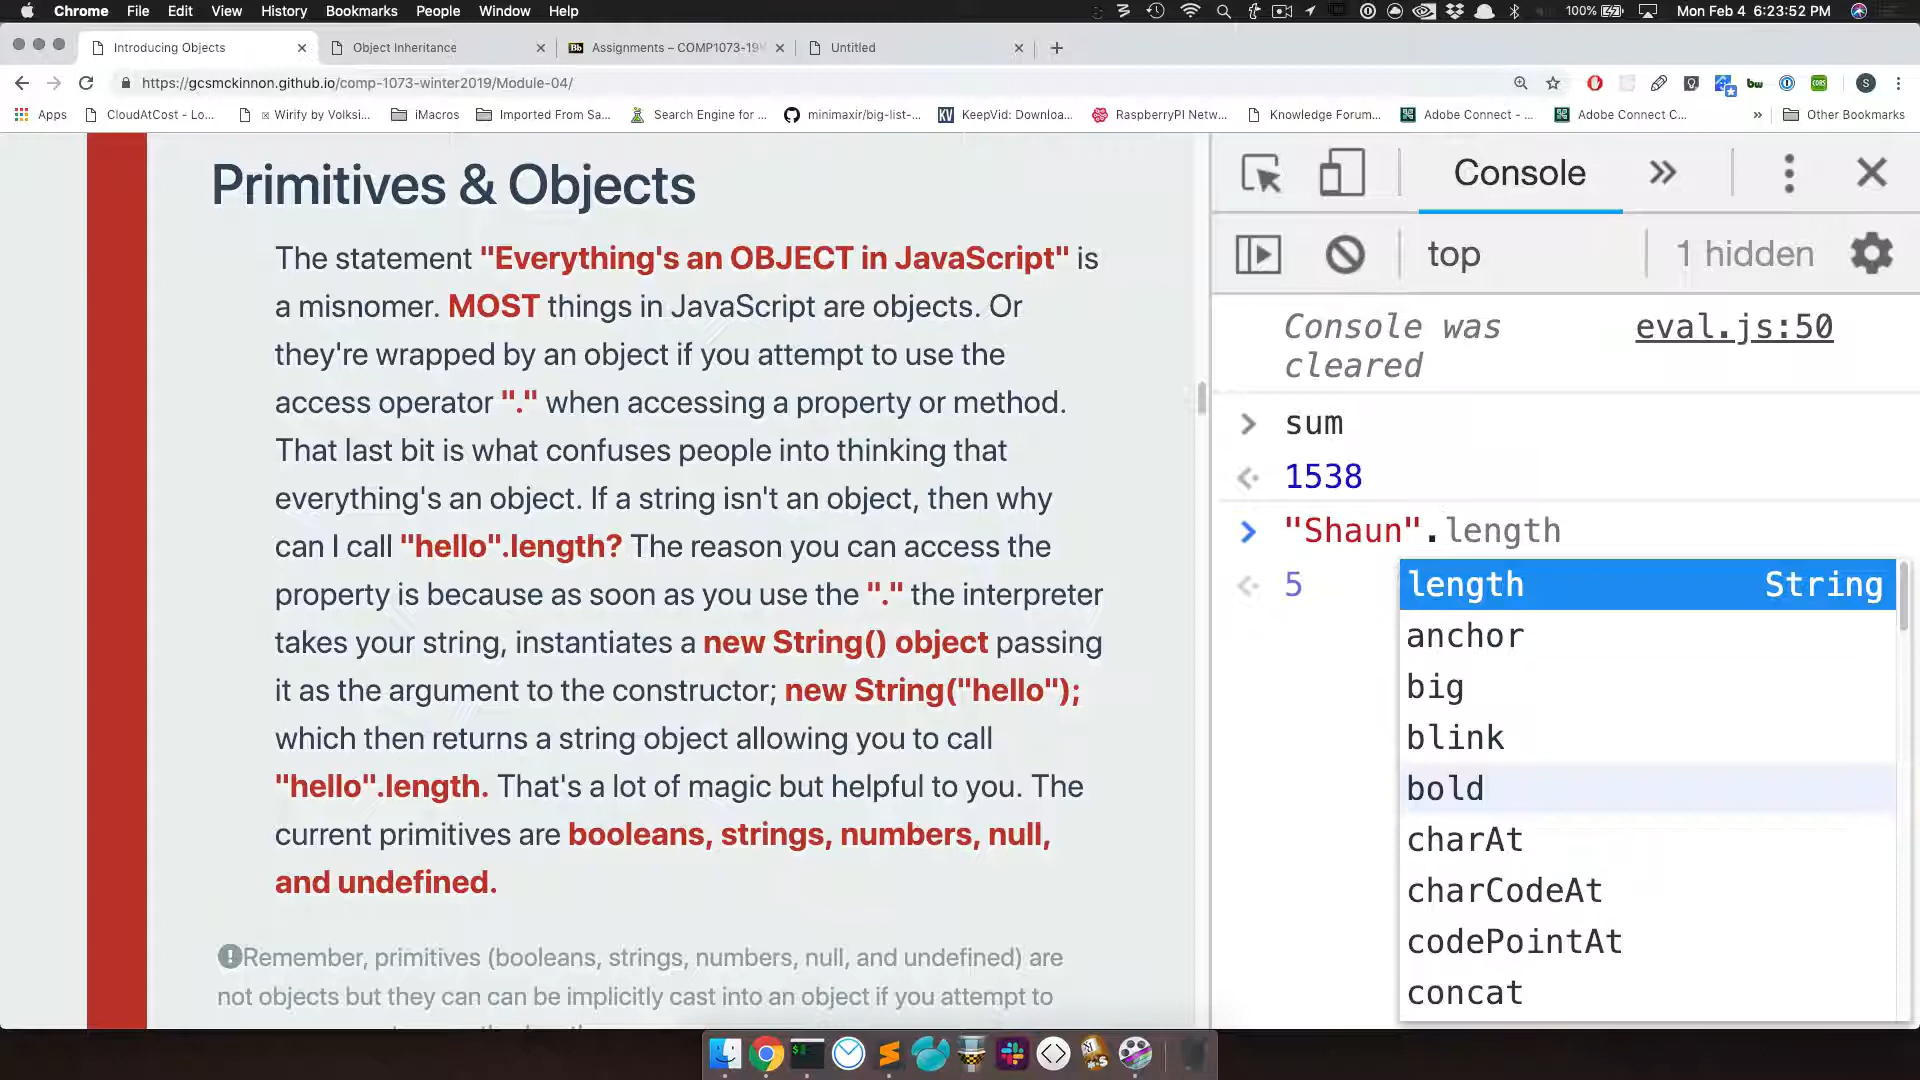 Chrome File Edit View History Bookmarks People Window Help
100% Mon Feb 4 6:23:52 PM
Introducing Objects
Object Inheritance
Bb Assignments – COMP1073-19W
Untitled
https://gcsmckinnon.github.io/comp-1073-winter2019/Module-04/
Apps CloudAtCost - Lo... Wirify by Volksi... iMacros Imported From Sa... Search Engine for ... minimaxir/big-list-... KV KeepVid: Downloa... RaspberryPI Netw... Knowledge Forum... Adobe Connect - ... Adobe Connect C... » Other Bookmarks
Primitives & Objects
The statement "Everything's an OBJECT in JavaScript" is
a misnomer. MOST things in JavaScript are objects. Or
they're wrapped by an object if you attempt to use the
access operator "." when accessing a property or method.
That last bit is what confuses people into thinking that
everything's an object. If a string isn't an object, then why
can I call "hello".length? The reason you can access the
property is because as soon as you use the "." the interpreter
takes your string, instantiates a new String() object passing
it as the argument to the constructor; new String("hello");
which then returns a string object allowing you to call
"hello".length. That's a lot of magic but helpful to you. The
current primitives are booleans, strings, numbers, null,
and undefined.
Remember, primitives (booleans, strings, numbers, null, and undefined) are
not objects but they can can be implicitly cast into an object if you attempt to
Console
top
1 hidden
Console was
cleared
eval.js:50
sum
1538
"Shaun".length
5
length String
anchor
big
blink
bold
charAt
charCodeAt
codePointAt
concat